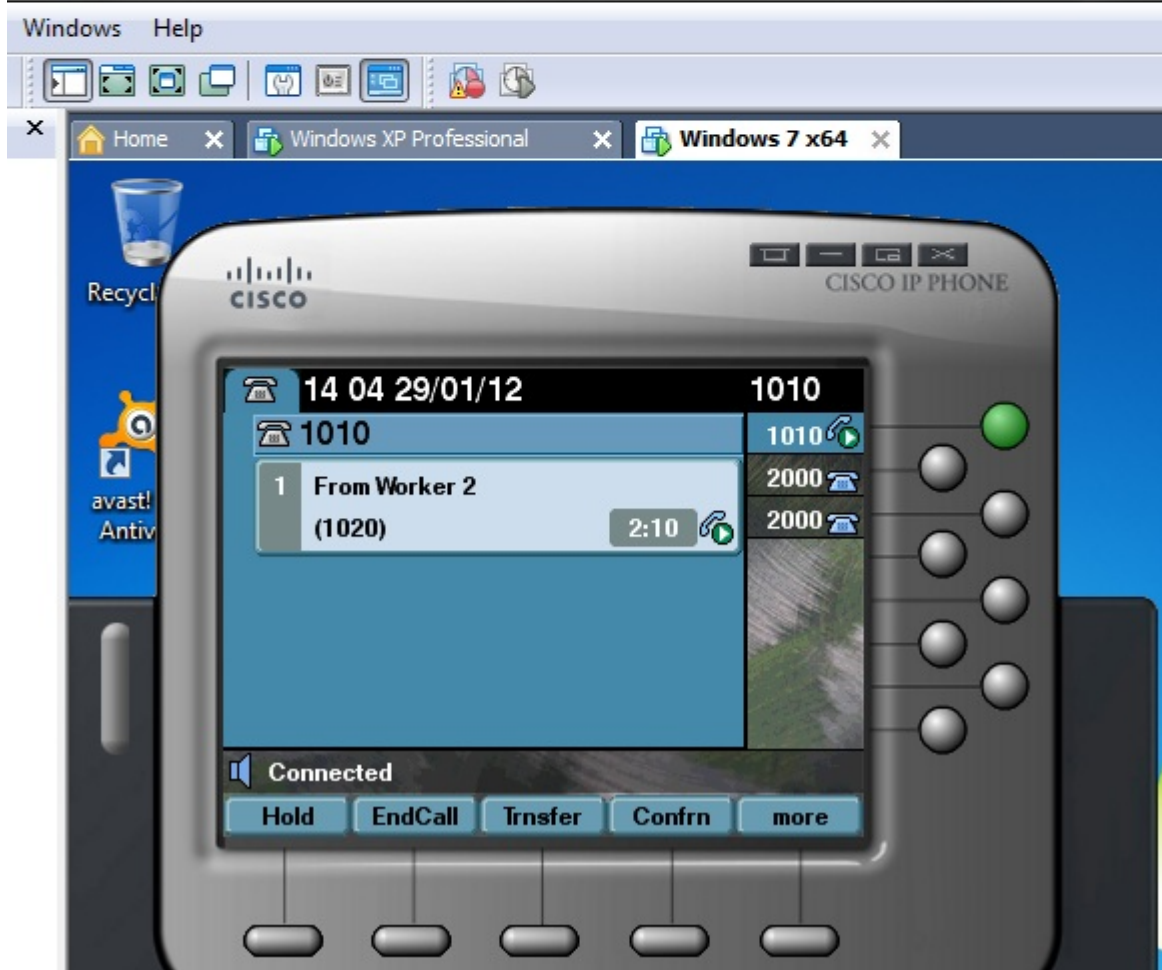 Windows Help
Home Windows XP Professional Windows 7 x64
Recycl
CISCO
CISCO IP PHONE
14 04 29/01/12 1010
1010 1010
1 From Worker 2 2000
(1020) 2:10 2000
avast!
Antiv
Connected
Hold EndCall Trnsfer Confrn more